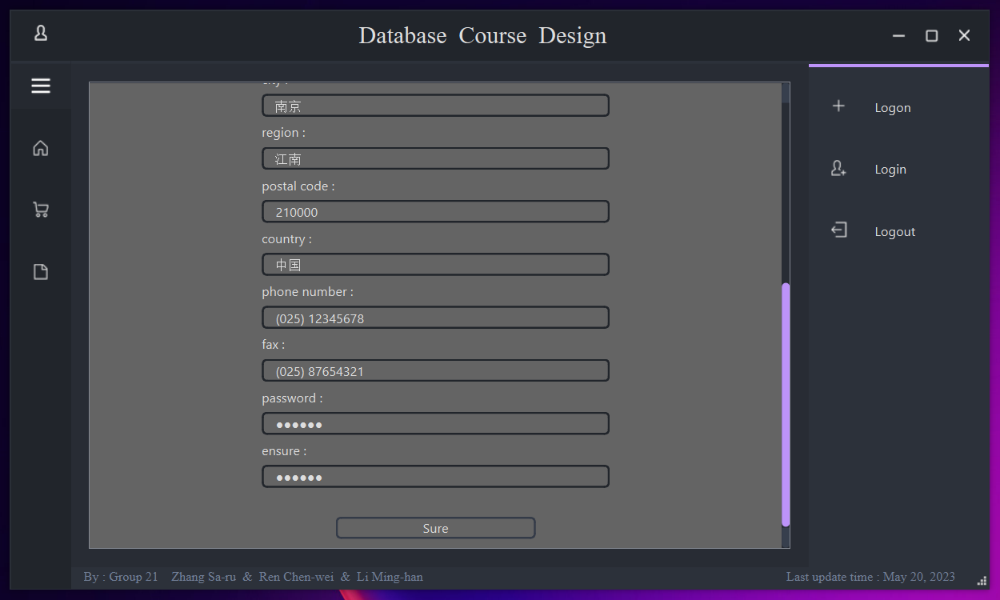 Database Course Design
南京
region :
江南
postal code :
210000
country :
中国
phone number :
(025) 12345678
fax :
(025) 87654321
password :
●●●●●●
ensure :
●●●●●●
Sure
Logon
Login
Logout
By : Group 21 Zhang Sa-ru & Ren Chen-wei & Li Ming-han
Last update time : May 20, 2023